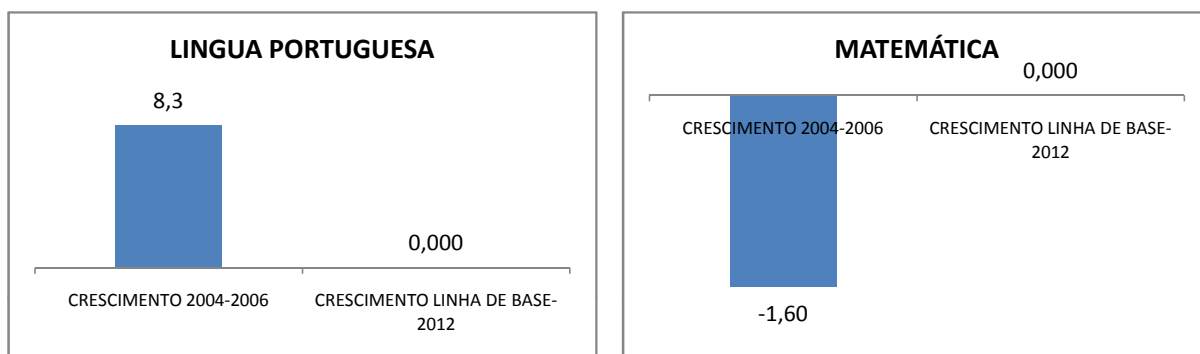 LINGUA PORTUGUESA
8,3
0,000
CRESCIMENTO 2004-2006
CRESCIMENTO LINHA DE BASE-
2012
MATEMÁTICA
0,000
CRESCIMENTO 2004-2006
CRESCIMENTO LINHA DE BASE-
2012
-1,60